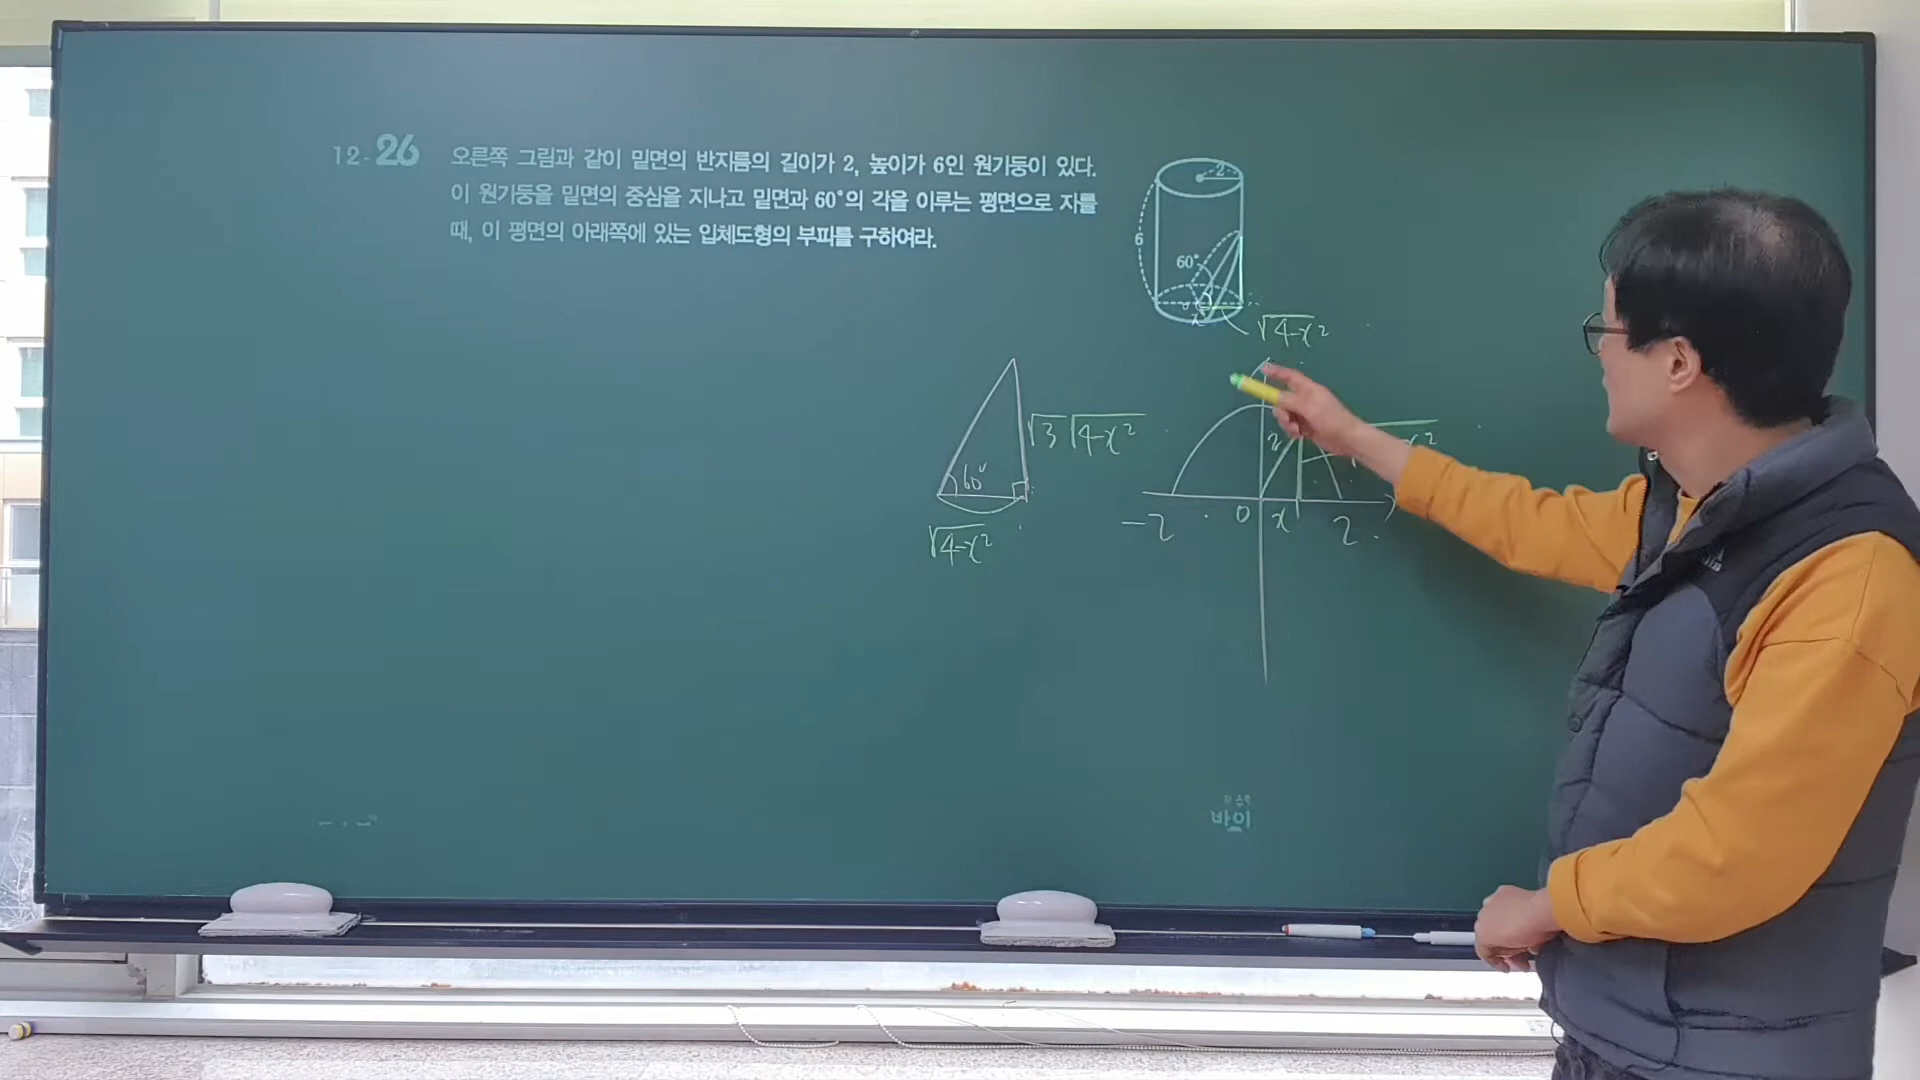 12-26
오른쪽 그림과 같이 밑면의 반지름의 길이가 2, 높이가 6인 원기둥이 있다.
이 원기둥을 밑면의 중심을 지나고 밑면과 60°의 각을 이루는 평면으로 자를
때, 이 평면의 아래쪽에 있는 입체도형의 부피를 구하여라.
2
6
60°
x
√4-x²
√3 √4-x²
60°
√4-x²
2
x²
-2 0 x 2
바이